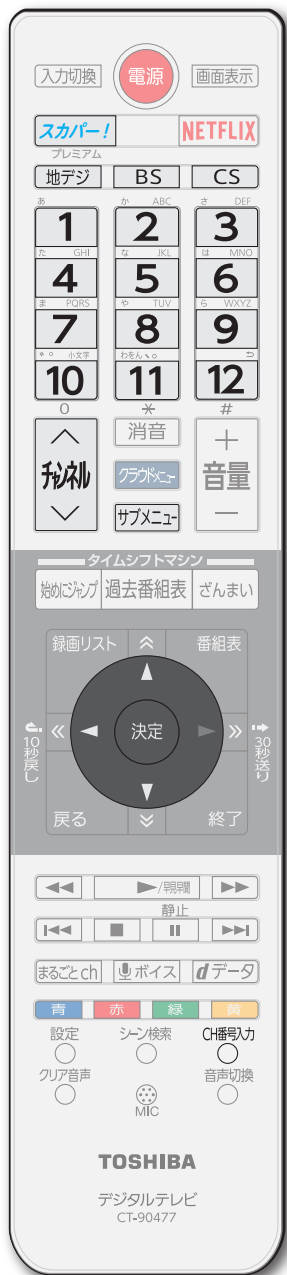 入力切換 電源 画面表示
スカパー! NETFLIX
プレミアム
地デジ BS CS
あ か ABC さ DEF
1 2 3
た GHI な JKL は MNO
4 5 6
ま PQRS や TUV ら WXYZ
7 8 9
小文字 わをん、。
10 11 12
0 * #
消音 +
チャンネル クラウドメニュー 音量
サブメニュー −
タイムシフトマシン
始めにジャンプ 過去番組表 ざんまい
録画リスト 番組表
10秒戻し 決定 30秒送り
戻る 終了
/早早見早聞
静止
まるごとch ボイス dデータ
青 赤 緑 黄
設定 シーン検索 CH番号入力
クリア音声 音声切換
MIC
TOSHIBA
デジタルテレビ
CT-90477